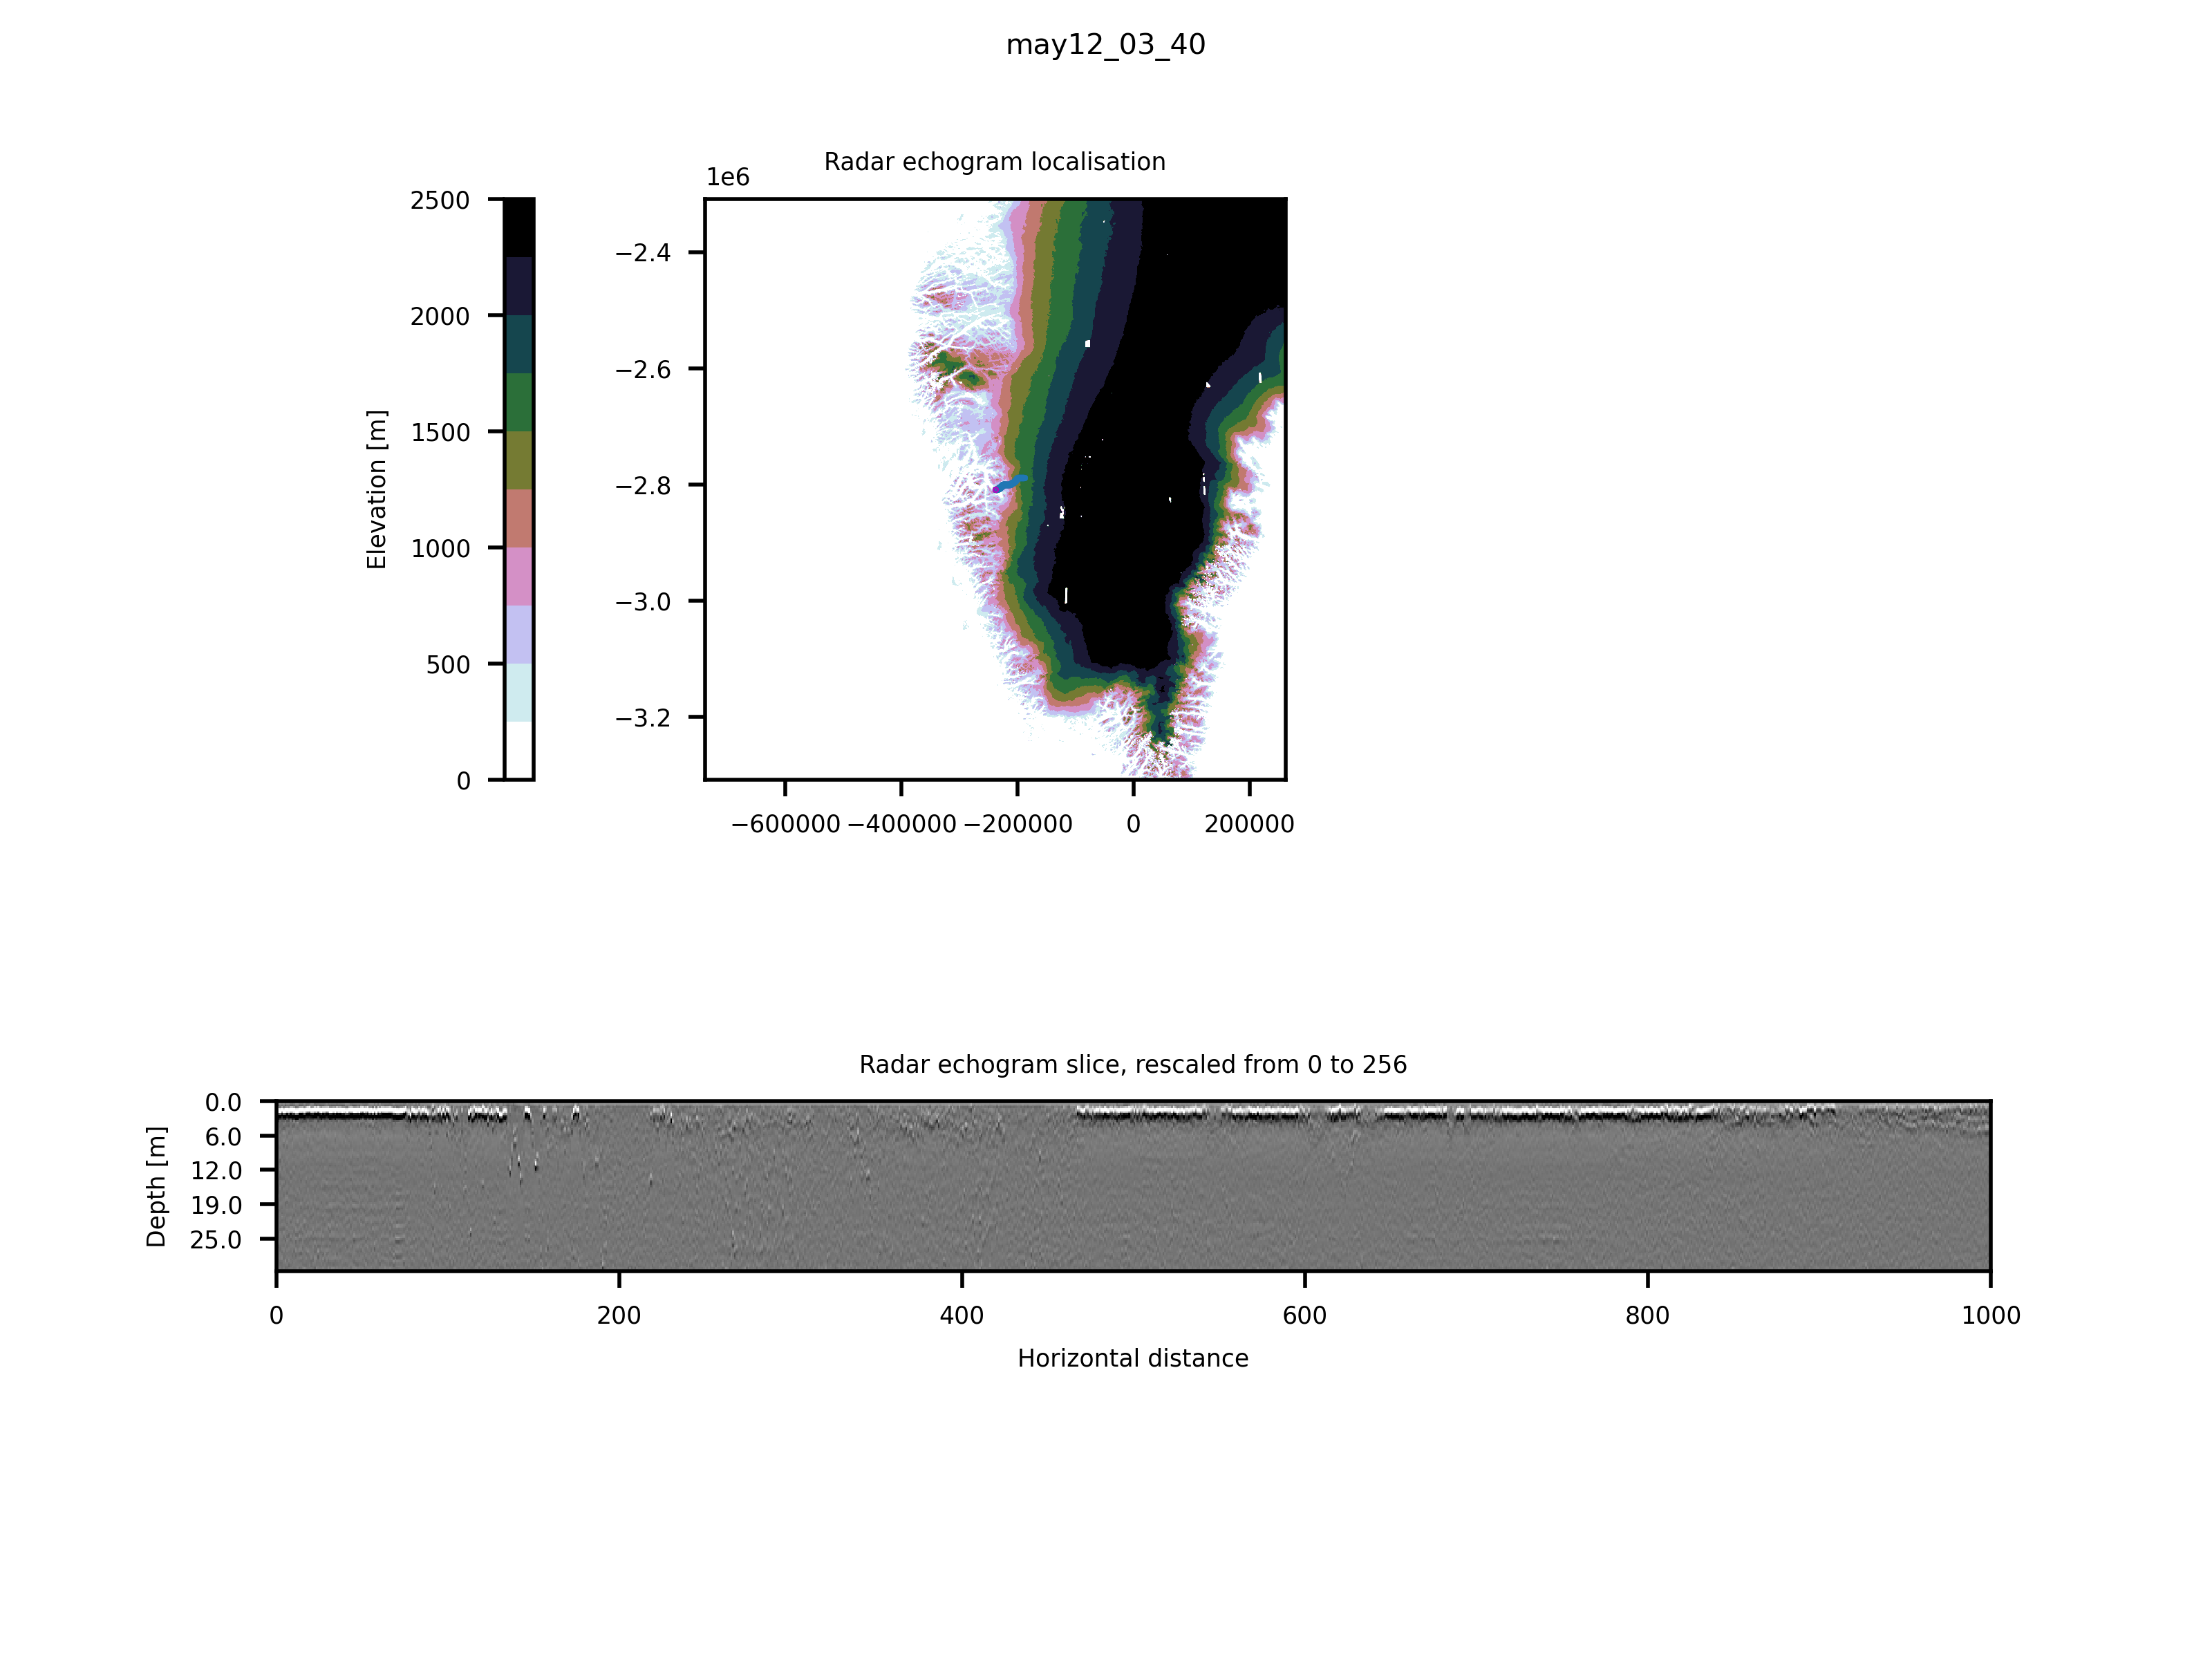 may12_03_40
Radar echogram localisation
1e6
2500
2000
1500
1000
500
0
Elevation [m]
−2.4
−2.6
−2.8
−3.0
−3.2
−600000 −400000 −200000 0 200000
Radar echogram slice, rescaled from 0 to 256
0.0
6.0
12.0
19.0
25.0
Depth [m]
0 200 400 600 800 1000
Horizontal distance